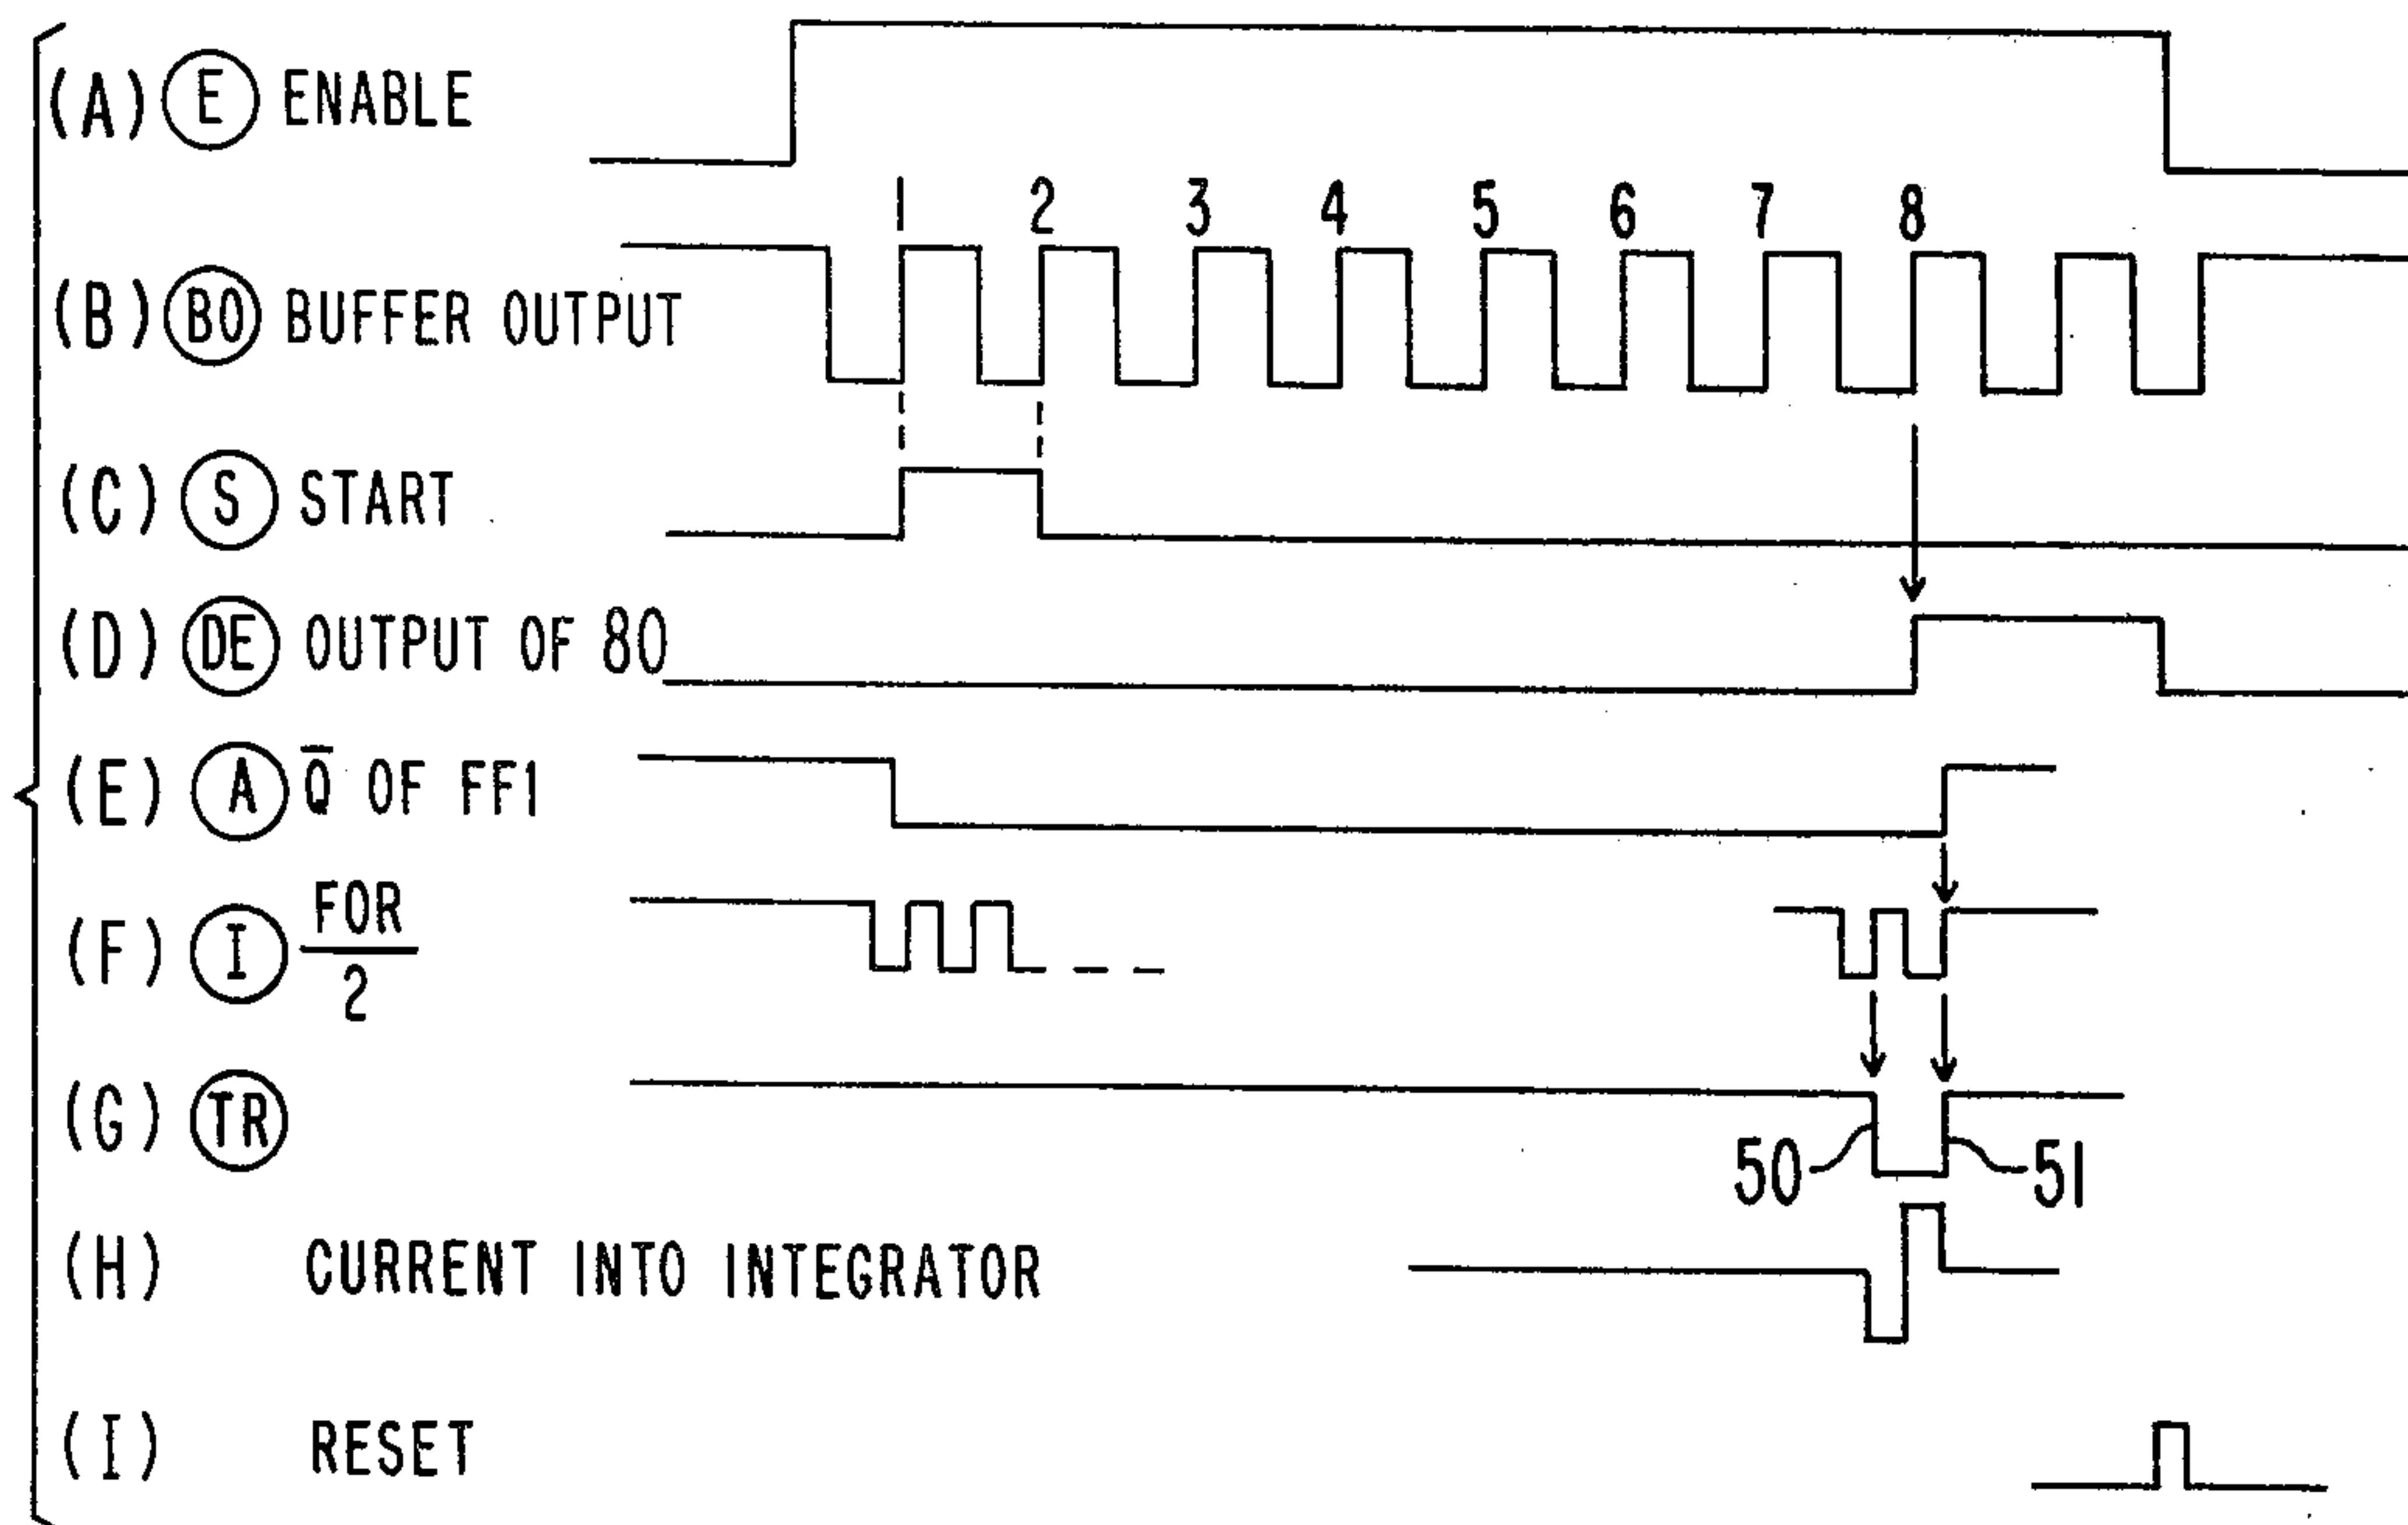 (A) E ENABLE
1 2 3 4 5 6 7 8
(B) BO BUFFER OUTPUT
(C) S START
(D) DE OUTPUT OF 80
(E) A Q̅ OF FF1
(F) I FOR
2
(G) TR
50 51
(H) CURRENT INTO INTEGRATOR
(I) RESET